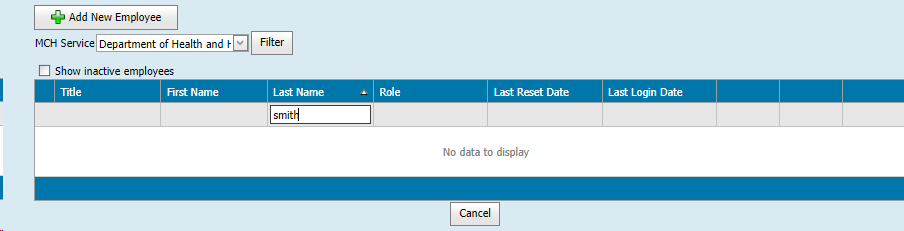 Add New Employee
MCH Service Department of Health and H Filter
Show inactive employees
Title First Name Last Name Role Last Reset Date Last Login Date
smith
No data to display
Cancel